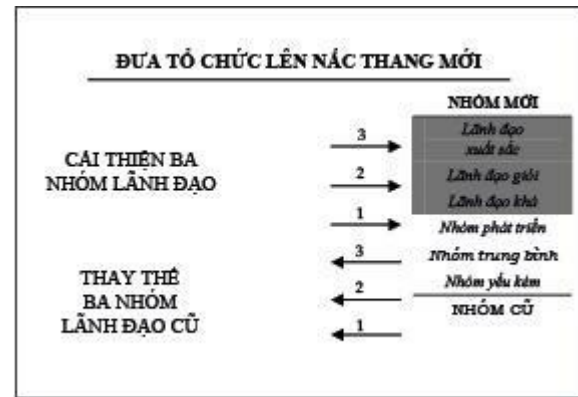 ĐƯA TỔ CHỨC LÊN NẤC THANG MỚI
NHÓM MỚI
CẢI THIỆN BA
NHÓM LÃNH ĐẠO
3
2
1
Lãnh đạo
xuất sắc
Lãnh đạo giỏi
Lãnh đạo khá
Nhóm phát triển
Nhóm trung bình
Nhóm yếu kém
NHÓM CŨ
THAY THẾ
BA NHÓM
LÃNH ĐẠO CŨ
3
2
1